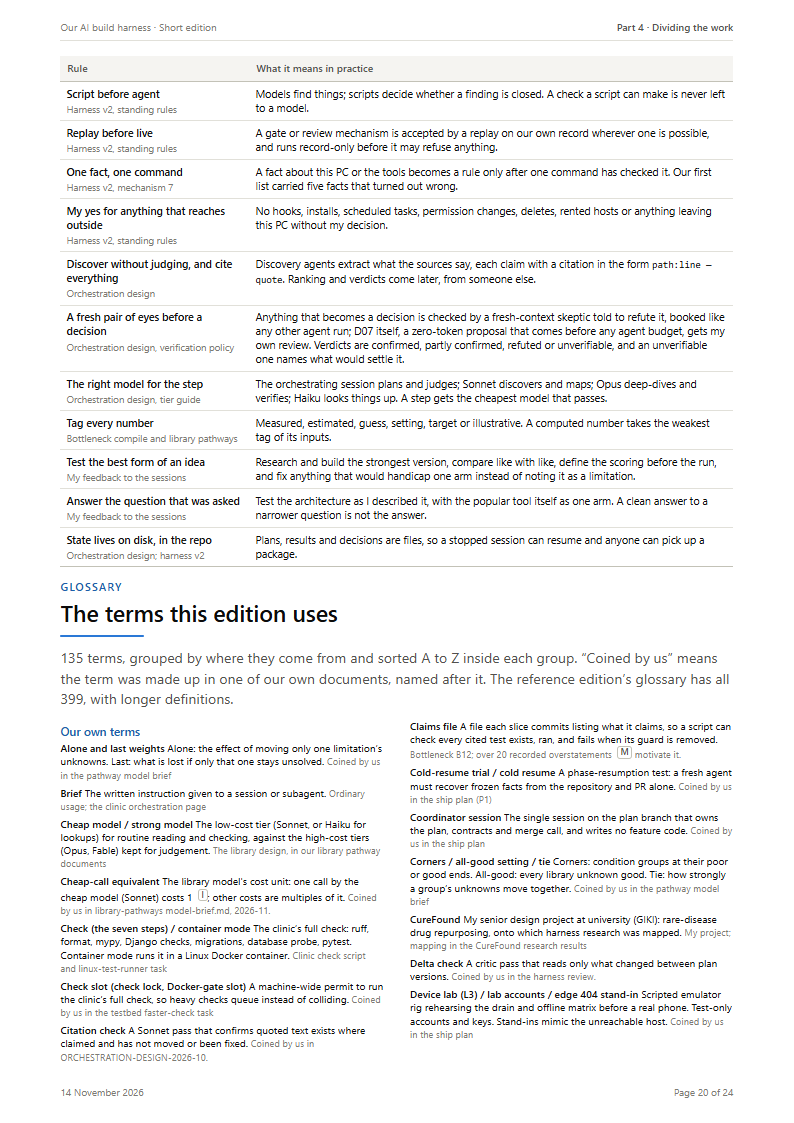 Our AI build harness · Short edition
Part 4 · Dividing the work
Rule
What it means in practice
Script before agent
Harness v2, standing rules
Models find things; scripts decide whether a finding is closed. A check a script can make is never left
to a model.
Replay before live
Harness v2, standing rules
A gate or review mechanism is accepted by a replay on our own record wherever one is possible,
and runs record-only before it may refuse anything.
One fact, one command
Harness v2, mechanism 7
A fact about this PC or the tools becomes a rule only after one command has checked it. Our first
list carried five facts that turned out wrong.
My yes for anything that reaches
outside
Harness v2, standing rules
No hooks, installs, scheduled tasks, permission changes, deletes, rented hosts or anything leaving
this PC without my decision.
Discover without judging, and cite
everything
Orchestration design
Discovery agents extract what the sources say, each claim with a citation in the form path:line —
quote. Ranking and verdicts come later, from someone else.
A fresh pair of eyes before a
decision
Orchestration design, verification policy
Anything that becomes a decision is checked by a fresh-context skeptic told to refute it, booked like
any other agent run; D07 itself, a zero-token proposal that comes before any agent budget, gets my
own review. Verdicts are confirmed, partly confirmed, refuted or unverifiable, and an unverifiable
one names what would settle it.
The right model for the step
Orchestration design, tier guide
The orchestrating session plans and judges; Sonnet discovers and maps; Opus deep-dives and
verifies; Haiku looks things up. A step gets the cheapest model that passes.
Tag every number
Bottleneck compile and library pathways
Measured, estimated, guess, setting, target or illustrative. A computed number takes the weakest
tag of its inputs.
Test the best form of an idea
My feedback to the sessions
Research and build the strongest version, compare like with like, define the scoring before the run,
and fix anything that would handicap one arm instead of noting it as a limitation.
Answer the question that was asked
My feedback to the sessions
Test the architecture as I described it, with the popular tool itself as one arm. A clean answer to a
narrower question is not the answer.
State lives on disk, in the repo
Orchestration design; harness v2
Plans, results and decisions are files, so a stopped session can resume and anyone can pick up a
package.
GLOSSARY
The terms this edition uses
135 terms, grouped by where they come from and sorted A to Z inside each group. “Coined by us” means
the term was made up in one of our own documents, named after it. The reference edition’s glossary has all
399, with longer definitions.
Our own terms
Alone and last weights Alone: the effect of moving only one limitation’s
unknowns. Last: what is lost if only that one stays unsolved. Coined by us
in the pathway model brief
Brief The written instruction given to a session or subagent. Ordinary
usage; the clinic orchestration page
Cheap model / strong model The low-cost tier (Sonnet, or Haiku for
lookups) for routine reading and checking, against the high-cost tiers
(Opus, Fable) kept for judgement. The library design, in our library pathway
documents
Cheap-call equivalent The library model’s cost unit: one call by the
cheap model (Sonnet) costs 1 I; other costs are multiples of it. Coined
by us in library-pathways model-brief.md, 2026-11.
Check (the seven steps) / container mode The clinic’s full check: ruff,
format, mypy, Django checks, migrations, database probe, pytest.
Container mode runs it in a Linux Docker container. Clinic check script
and linux-test-runner task
Check slot (check lock, Docker-gate slot) A machine-wide permit to run
the clinic’s full check, so heavy checks queue instead of colliding. Coined
by us in the testbed faster-check task
Citation check A Sonnet pass that confirms quoted text exists where
claimed and has not moved or been fixed. Coined by us in
ORCHESTRATION-DESIGN-2026-10.
Claims file A file each slice commits listing what it claims, so a script can
check every cited test exists, ran, and fails when its guard is removed.
Bottleneck B12; over 20 recorded overstatements M motivate it.
Cold-resume trial / cold resume A phase-resumption test: a fresh agent
must recover frozen facts from the repository and PR alone. Coined by us
in the ship plan (P1)
Coordinator session The single session on the plan branch that owns
the plan, contracts and merge call, and writes no feature code. Coined by
us in the ship plan
Corners / all-good setting / tie Corners: condition groups at their poor
or good ends. All-good: every library unknown good. Tie: how strongly
a group’s unknowns move together. Coined by us in the pathway model
brief
CureFound My senior design project at university (GIKI): rare-disease
drug repurposing, onto which harness research was mapped. My project;
mapping in the CureFound research results
Delta check A critic pass that reads only what changed between plan
versions. Coined by us in the harness review.
Device lab (L3) / lab accounts / edge 404 stand-in Scripted emulator
rig rehearsing the drain and offline matrix before a real phone. Test-only
accounts and keys. Stand-ins mimic the unreachable host. Coined by us
in the ship plan
14 November 2026
Page 20 of 24